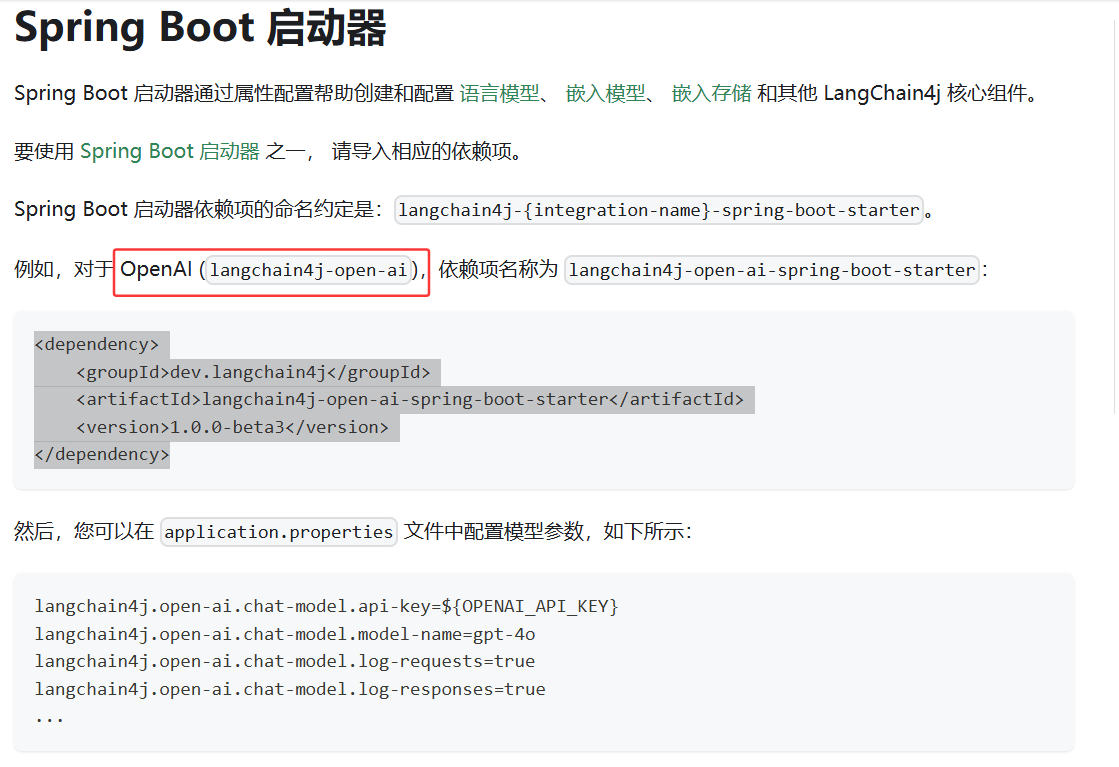 Spring Boot 启动器
Spring Boot 启动器通过属性配置帮助创建和配置 语言模型、 嵌入模型、 嵌入存储 和其他 LangChain4j 核心组件。
要使用 Spring Boot 启动器 之一， 请导入相应的依赖项。
Spring Boot 启动器依赖项的命名约定是：langchain4j-{integration-name}-spring-boot-starter。
例如，对于 OpenAI (langchain4j-open-ai)，依赖项名称为 langchain4j-open-ai-spring-boot-starter：
<dependency>
    <groupId>dev.langchain4j</groupId>
    <artifactId>langchain4j-open-ai-spring-boot-starter</artifactId>
    <version>1.0.0-beta3</version>
</dependency>
然后，您可以在 application.properties 文件中配置模型参数，如下所示：
langchain4j.open-ai.chat-model.api-key=${OPENAI_API_KEY}
langchain4j.open-ai.chat-model.model-name=gpt-4o
langchain4j.open-ai.chat-model.log-requests=true
langchain4j.open-ai.chat-model.log-responses=true
...